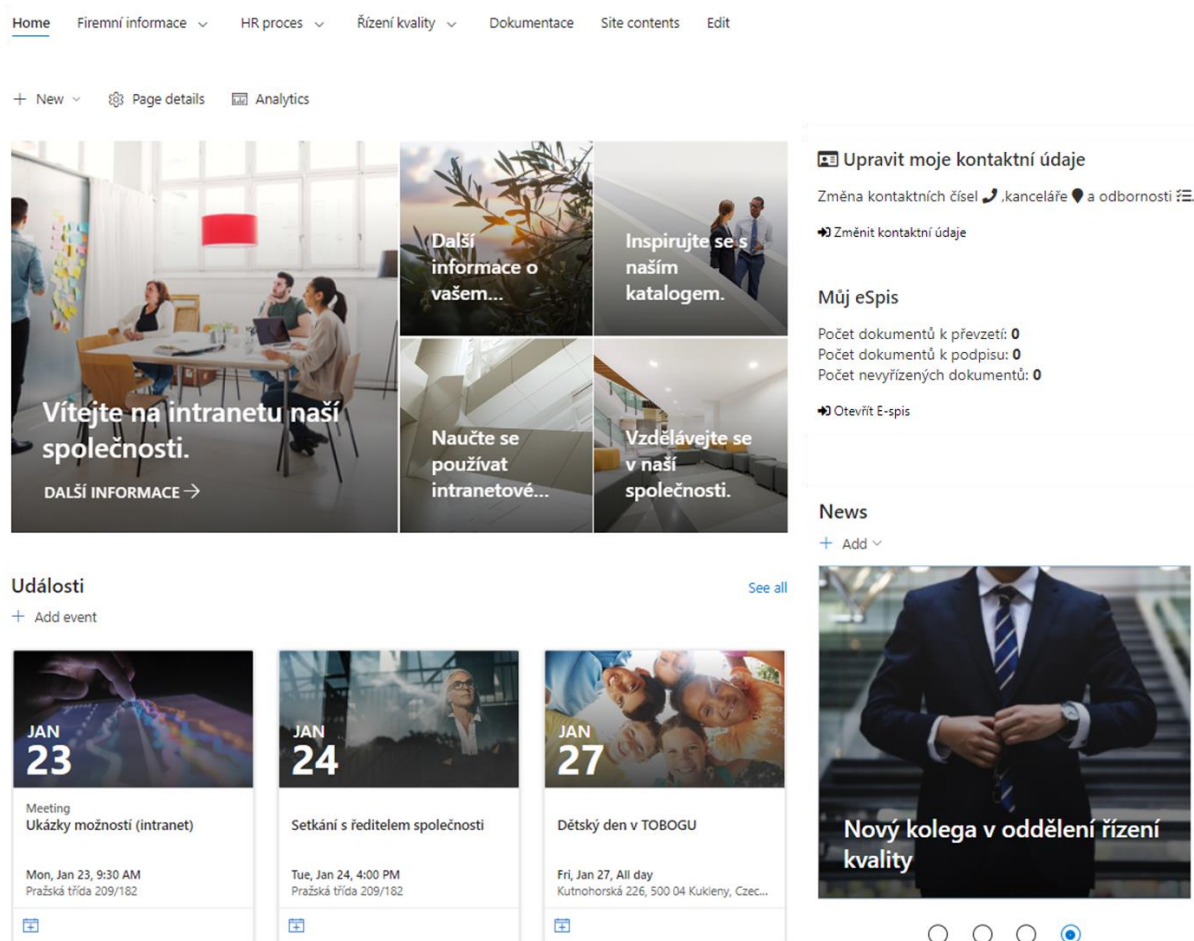 Home Firemní informace HR proces Řízení kvality Dokumentace Site contents Edit
+ New Page details Analytics
Vítejte na intranetu naší
společnosti.
DALŠÍ INFORMACE →
Další
informace o
vašem...
Inspirujte se s
naším
katalogem.
Naučte se
používat
intranetové...
Vzdělávejte se
v naší
společnosti.
Upravit moje kontaktní údaje
Změna kontaktních čísel ,kanceláře a odbornosti .
Změnit kontaktní údaje
Můj eSpis
Počet dokumentů k převzetí: 0
Počet dokumentů k podpisu: 0
Počet nevyřízených dokumentů: 0
Otevřít E-spis
News
+ Add
Nový kolega v oddělení řízení
kvality
Události
See all
+ Add event
JAN
23
Meeting
Ukázky možností (intranet)
Mon, Jan 23, 9:30 AM
Pražská třída 209/182
JAN
24
Setkání s ředitelem společnosti
Tue, Jan 24, 4:00 PM
Pražská třída 209/182
JAN
27
Dětský den v TOBOGU
Fri, Jan 27, All day
Kutnohorská 226, 500 04 Kukleny, Czec...